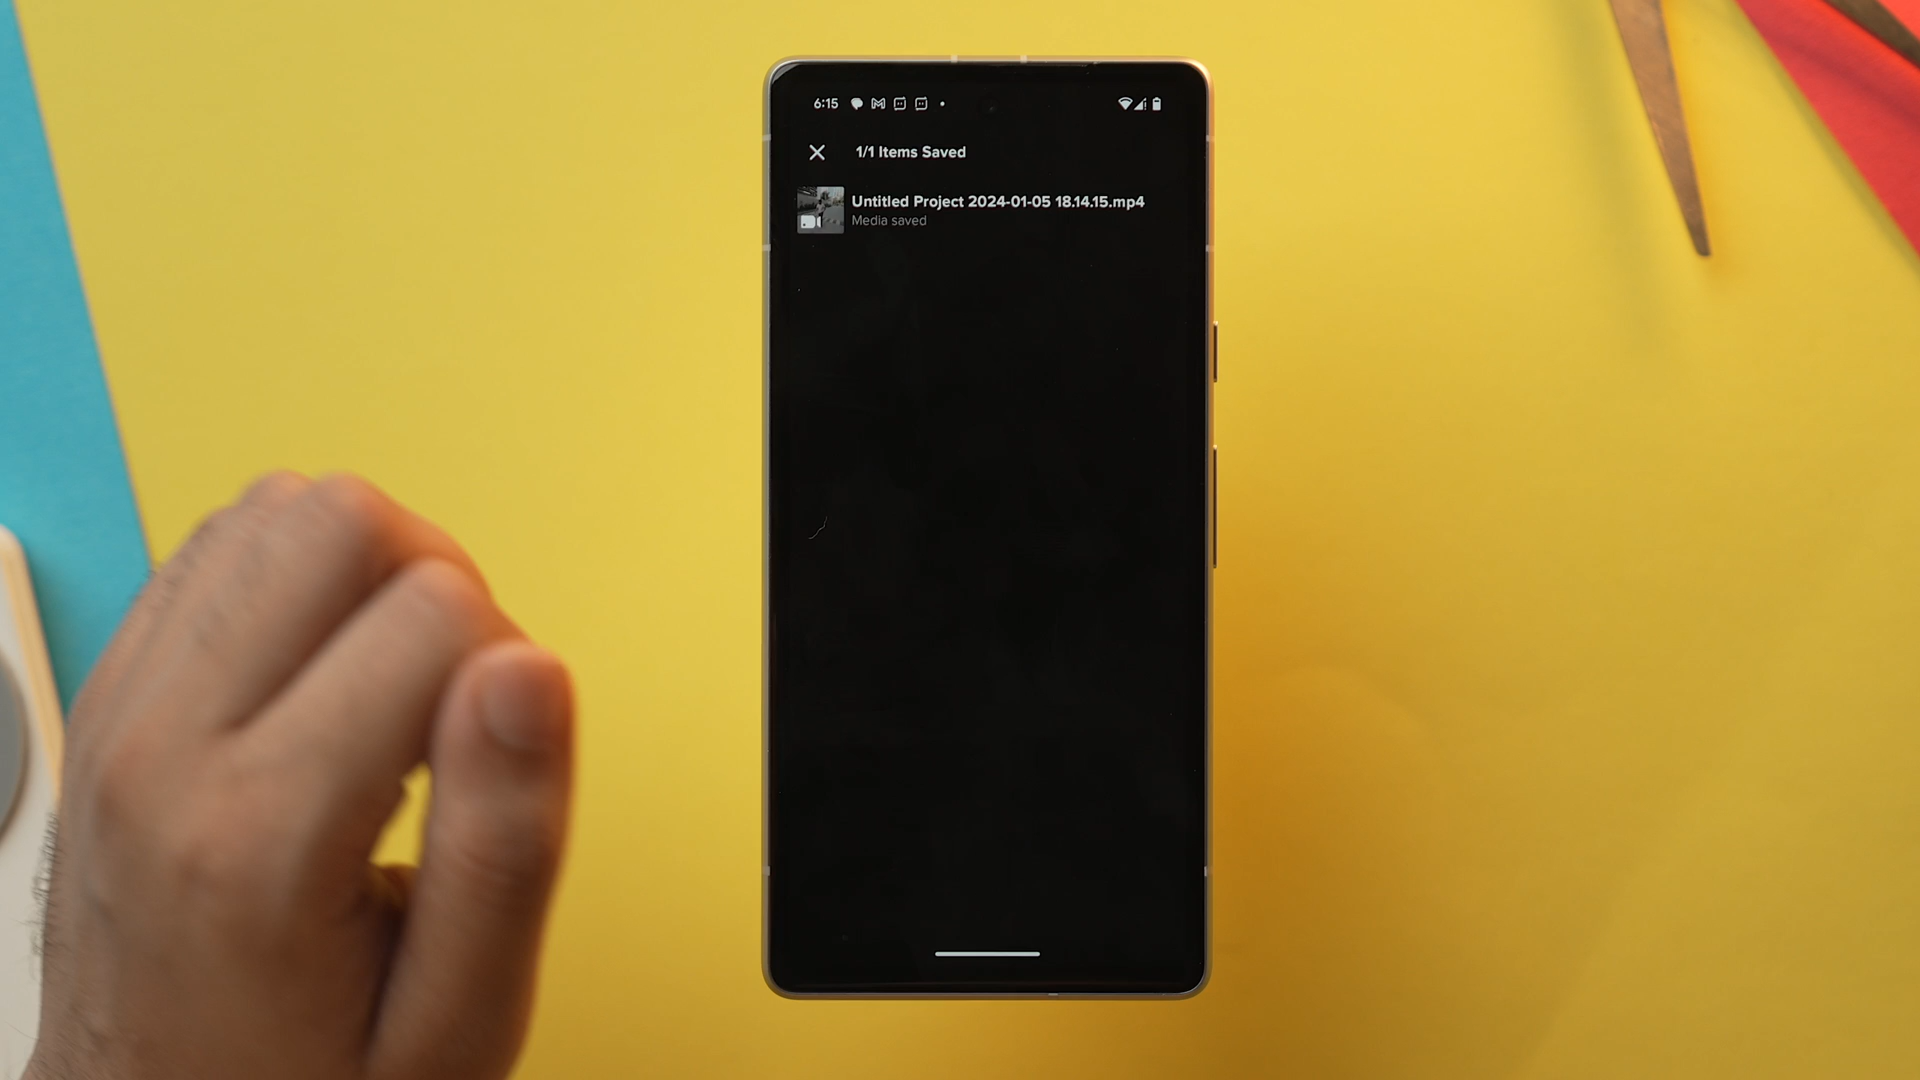 6:15
1/1 Items Saved
Untitled Project 2024-01-05 18.14.15.mp4
Media saved